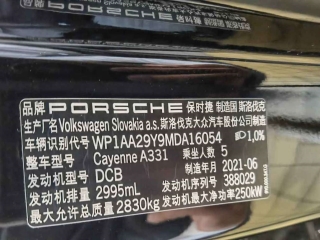 品牌 PORSCHE 保时捷 制造国 斯洛伐克
生产厂名 Volkswagen Slovakia a.s. 斯洛伐克大众汽车股份公司制造
车辆识别代号 WP1AA29Y9MDA16054 1,0%
整车型号 Cayenne A331 乘坐人数 5
发动机型号 DCB 制造年月 2021-06
发动机排量 2995mL 发动机号 388029
最大允许总质量 2830kg 发动机最大净功率 250kW